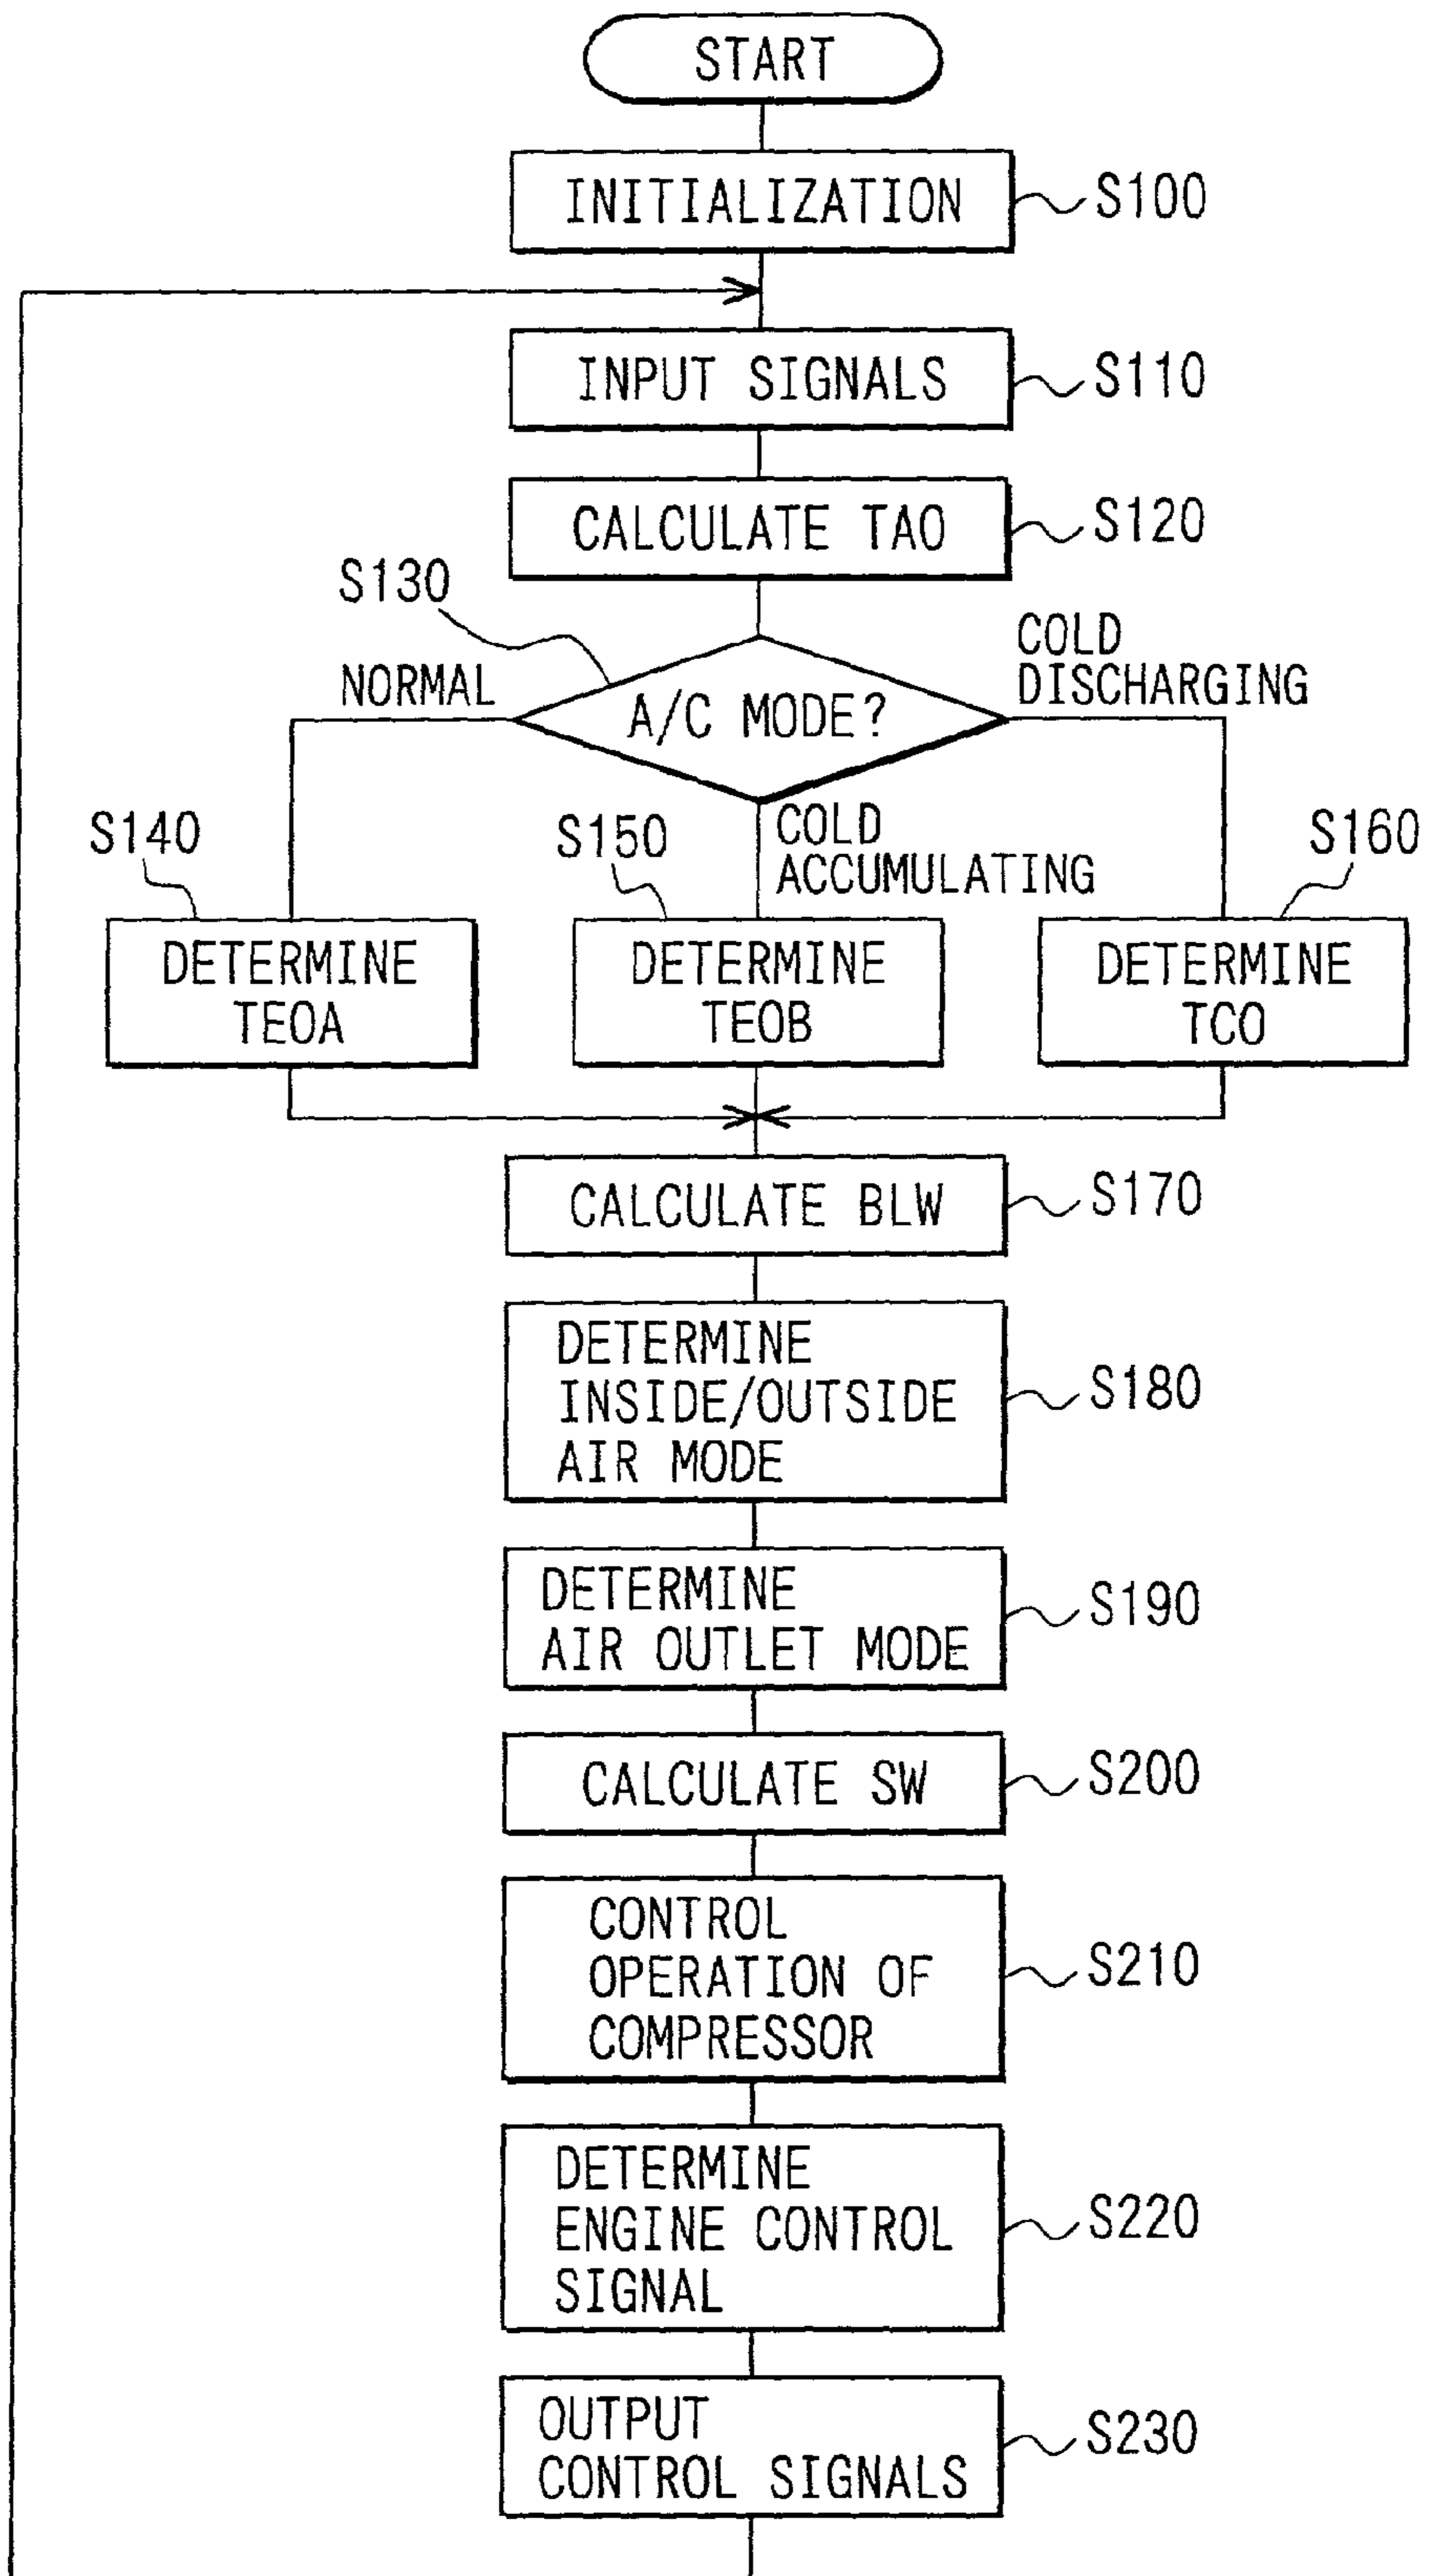 START
INITIALIZATION
S100
INPUT SIGNALS
S110
CALCULATE TAO
S120
S130
NORMAL
A/C MODE?
COLD
DISCHARGING
COLD
ACCUMULATING
S140
DETERMINE
TEOA
S150
DETERMINE
TEOB
S160
DETERMINE
TCO
CALCULATE BLW
S170
DETERMINE
INSIDE/OUTSIDE
AIR MODE
S180
DETERMINE
AIR OUTLET MODE
S190
CALCULATE SW
S200
CONTROL
OPERATION OF
COMPRESSOR
S210
DETERMINE
ENGINE CONTROL
SIGNAL
S220
OUTPUT
CONTROL SIGNALS
S230